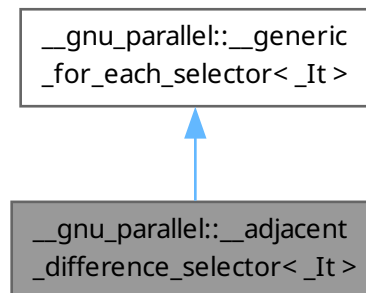 __gnu_parallel::__generic
_for_each_selector< _It >
__gnu_parallel::__adjacent
_difference_selector< _It >